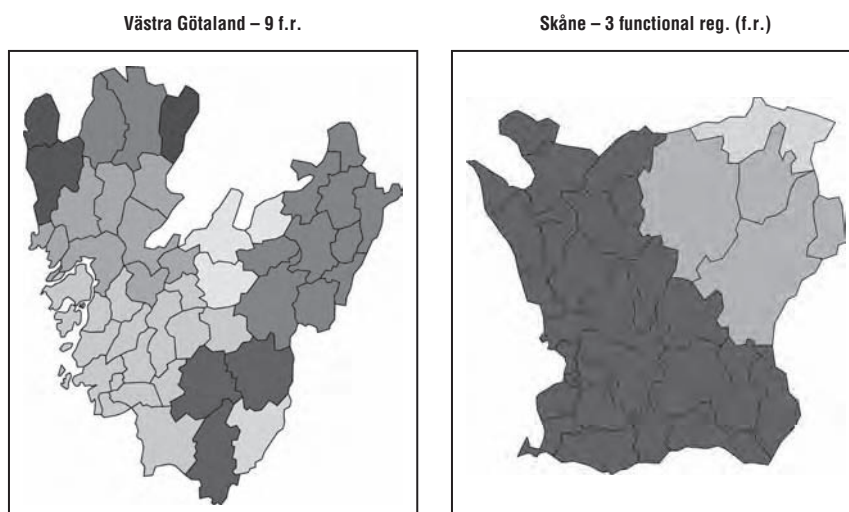 Västra Götaland – 9 f.r.
Skåne – 3 functional reg. (f.r.)